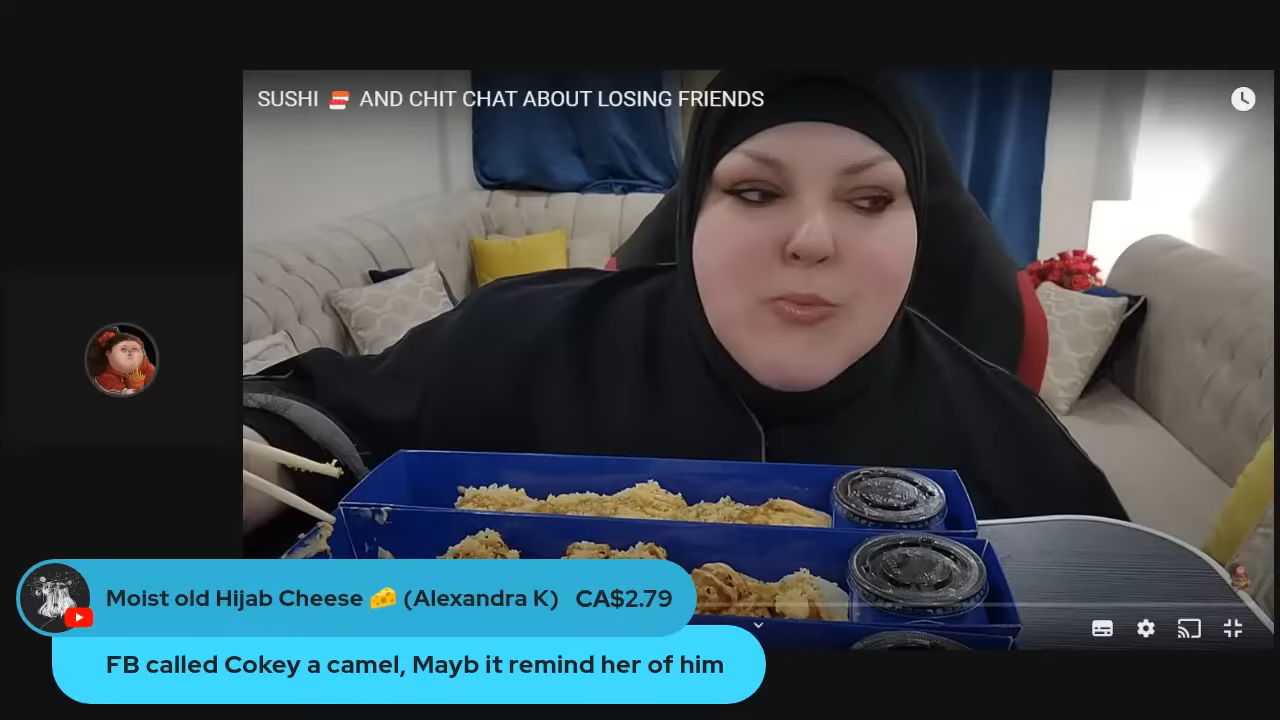 SUSHI 🍣 AND CHIT CHAT ABOUT LOSING FRIENDS
Moist old Hijab Cheese 🧀 (Alexandra K) CA$2.79
FB called Cokey a camel, Mayb it remind her of him